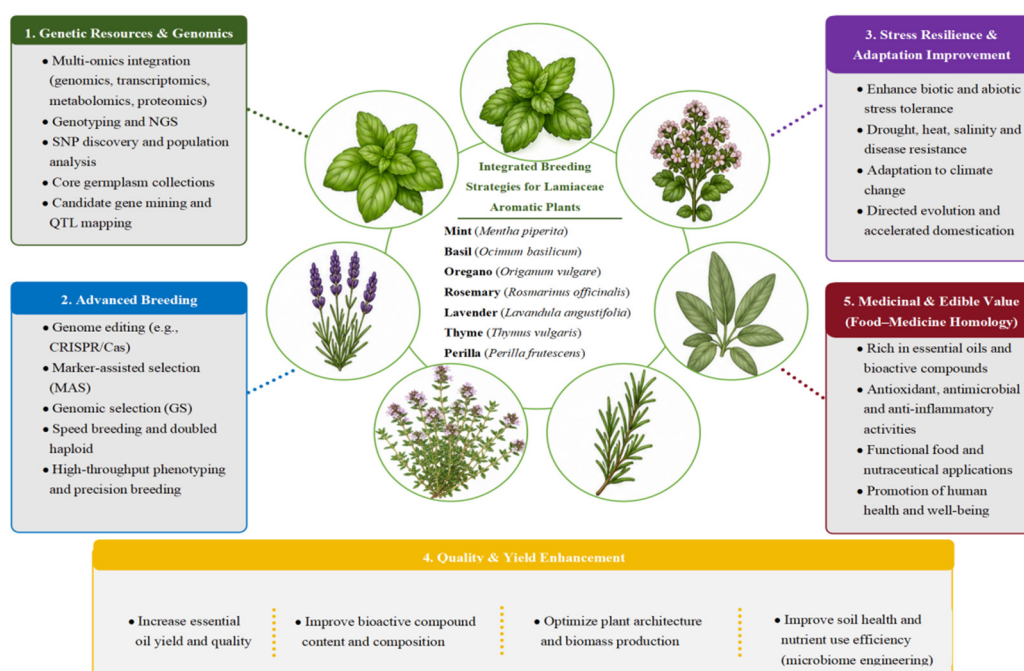 1. Genetic Resources & Genomics
• Multi-omics integration
(genomics, transcriptomics,
metabolomics, proteomics)
• Genotyping and NGS
• SNP discovery and population
analysis
• Core germplasm collections
• Candidate gene mining and
QTL mapping
2. Advanced Breeding
• Genome editing (e.g.,
CRISPR/Cas)
• Marker-assisted selection
(MAS)
• Genomic selection (GS)
• Speed breeding and doubled
haploid
• High-throughput phenotyping
and precision breeding
Integrated Breeding
Strategies for Lamiaceae
Aromatic Plants
Mint (Mentha piperita)
Basil (Ocimum basilicum)
Oregano (Origanum vulgare)
Rosemary (Rosmarinus officinalis)
Lavender (Lavandula angustifolia)
Thyme (Thymus vulgaris)
Perilla (Perilla frutescens)
3. Stress Resilience &
Adaptation Improvement
• Enhance biotic and abiotic
stress tolerance
• Drought, heat, salinity and
disease resistance
• Adaptation to climate
change
• Directed evolution and
accelerated domestication
5. Medicinal & Edible Value
(Food–Medicine Homology)
• Rich in essential oils and
bioactive compounds
• Antioxidant, antimicrobial
and anti-inflammatory
activities
• Functional food and
nutraceutical applications
• Promotion of human
health and well-being
4. Quality & Yield Enhancement
• Increase essential
oil yield and quality
• Improve bioactive compound
content and composition
• Optimize plant architecture
and biomass production
• Improve soil health and
nutrient use efficiency
(microbiome engineering)